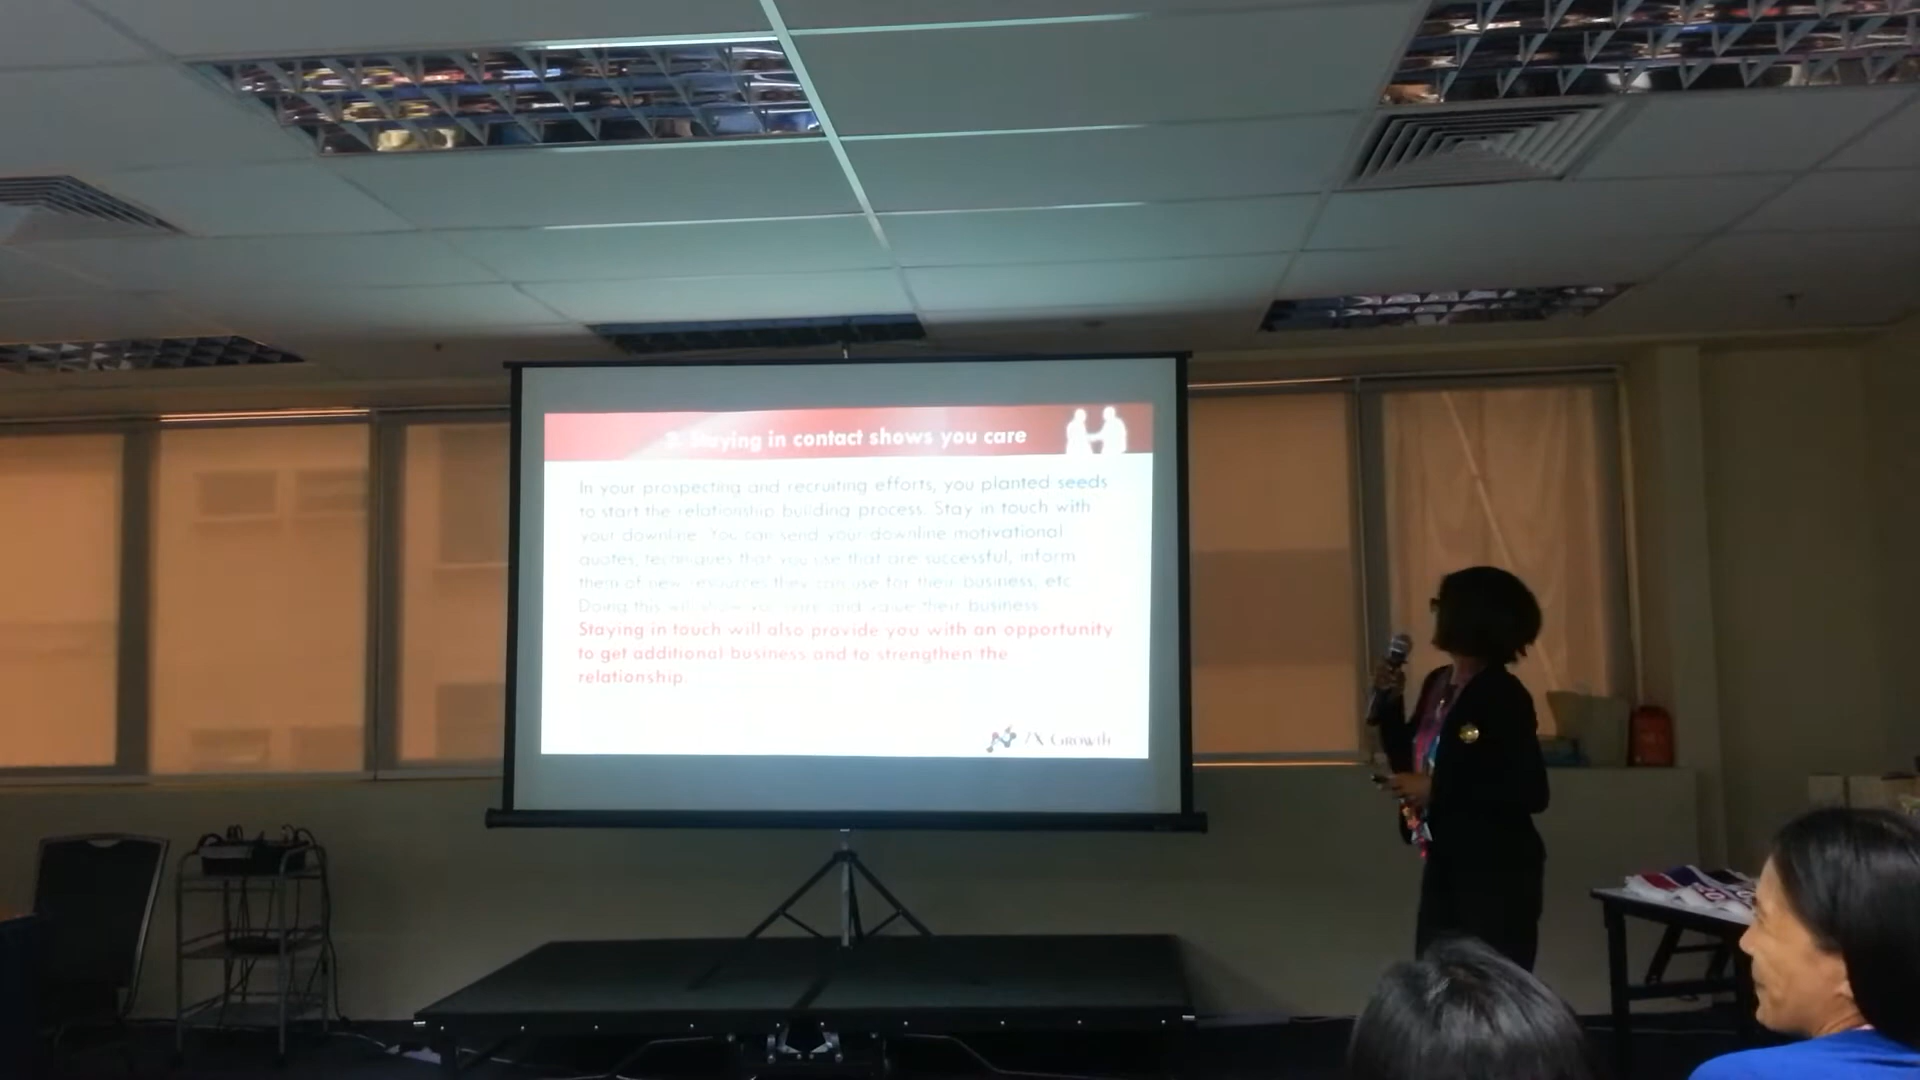 3. Staying in contact shows you care
In your prospecting and recruiting efforts, you planted seeds
to start the relationship building process. Stay in touch with
your downline. You can send your downline motivational
quotes, techniques that you use that are successful, inform
them of new resources they can use for their business, etc.
Doing this will show you care and value their business.
Staying in touch will also provide you with an opportunity
to get additional business and to strengthen the
relationship.
Growth